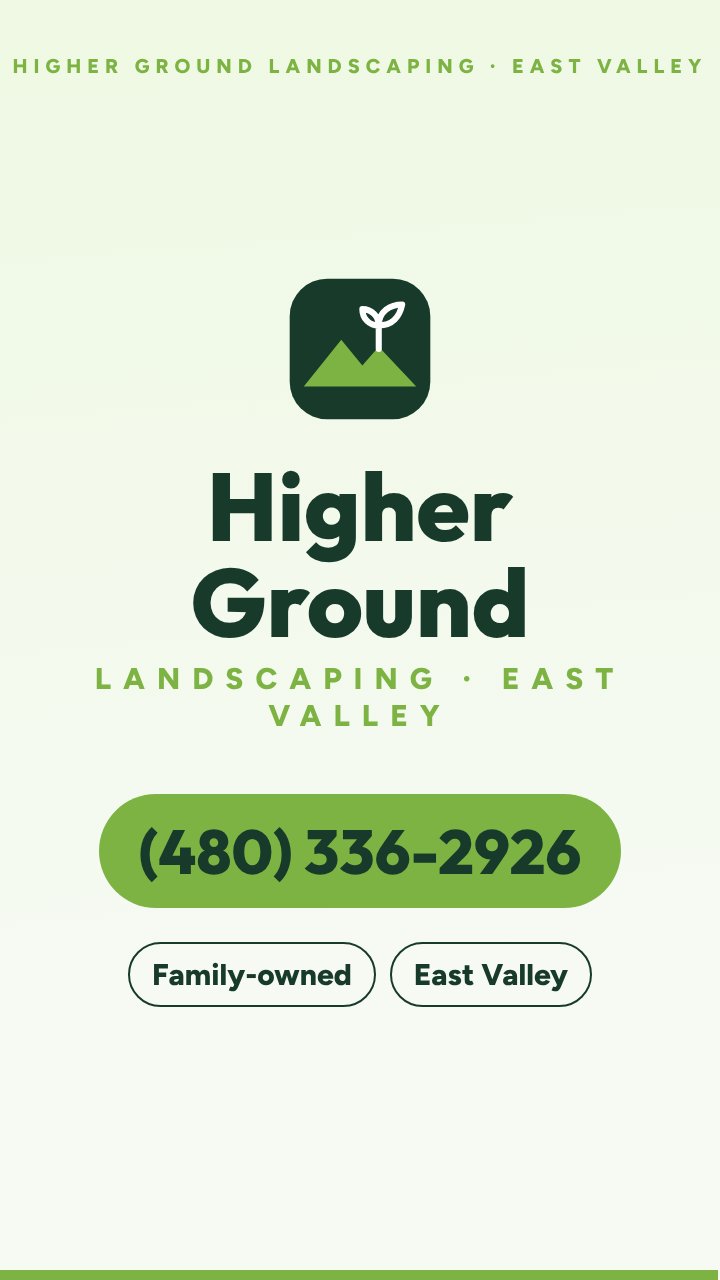 HIGHER GROUND LANDSCAPING · EAST VALLEY
Higher
Ground
LANDSCAPING · EAST
VALLEY
(480) 336-2926
Family-owned
East Valley